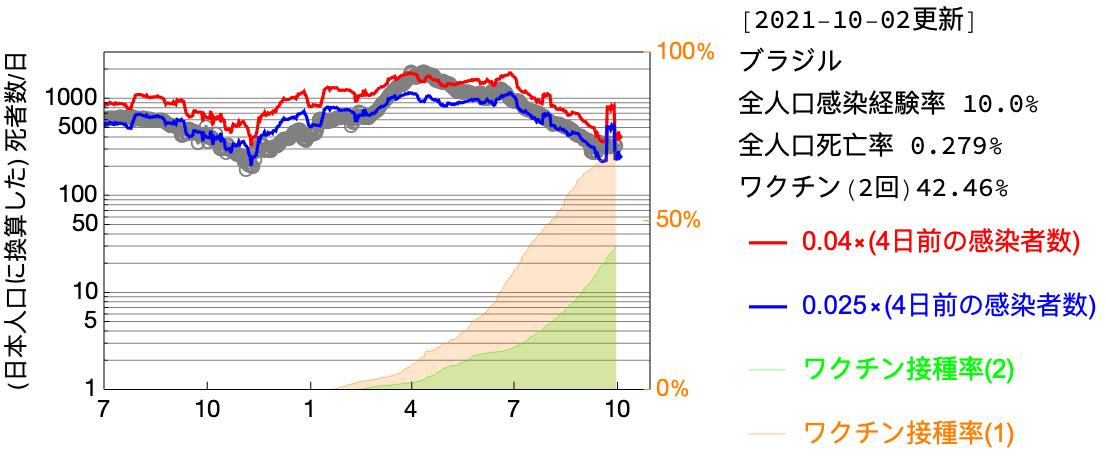 [2021-10-02更新]
ブラジル
全人口感染経験率 10.0%
全人口死亡率 0.279%
ワクチン(2回)42.46%
0.04×(4日前の感染者数)
0.025×(4日前の感染者数)
ワクチン接種率(2)
ワクチン接種率(1)
(日本人口に換算した) 死者数/日
1000
500
100
50
10
5
1
100%
50%
0%
7 10 1 4 7 10